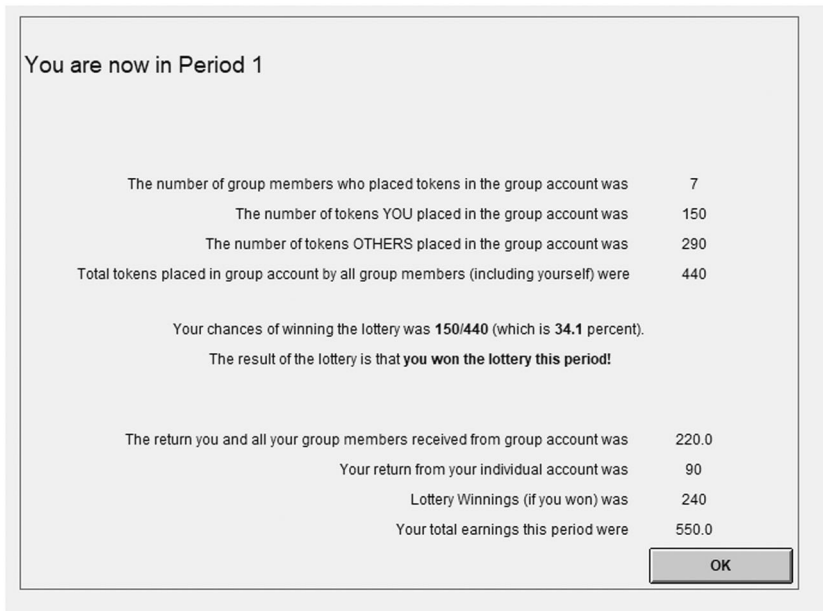 You are now in Period 1
The number of group members who placed tokens in the group account was 7
The number of tokens YOU placed in the group account was 150
The number of tokens OTHERS placed in the group account was 290
Total tokens placed in group account by all group members (including yourself) were 440
Your chances of winning the lottery was 150/440 (which is 34.1 percent).
The result of the lottery is that you won the lottery this period!
The return you and all your group members received from group account was 220.0
Your return from your individual account was 90
Lottery Winnings (if you won) was 240
Your total earnings this period were 550.0
OK